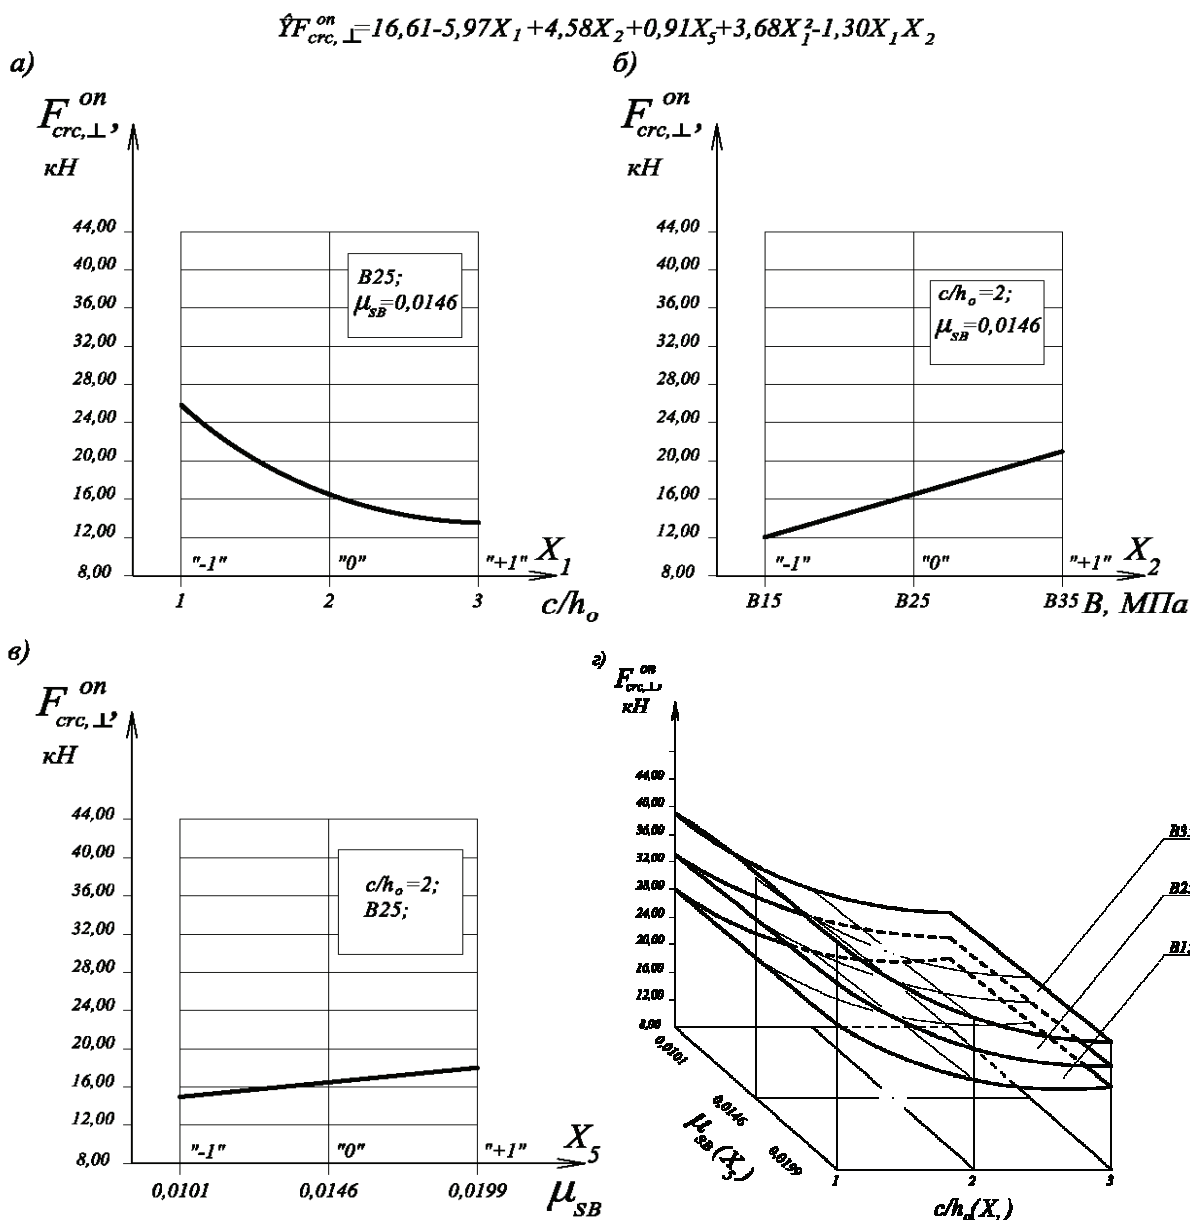 ŶF^on_crc,⊥=16,61-5,97X₁+4,58X₂+0,91X₅+3,68X₁²-1,30X₁X₂
а)
F^on_crc,⊥,
кН
44,00
40,00
36,00
32,00
28,00
24,00
20,00
16,00
12,00
8,00
B25;
μ_SB=0,0146
"-1"
"0"
"+1"
X₁
1
2
3
c/hₒ
б)
F^on_crc,⊥,
кН
44,00
40,00
36,00
32,00
28,00
24,00
20,00
16,00
12,00
8,00
c/hₒ=2;
μ_SB=0,0146
"-1"
"0"
"+1"
X₂
B15
B25
B35
B, МПа
в)
F^on_crc,⊥,
кН
44,00
40,00
36,00
32,00
28,00
24,00
20,00
16,00
12,00
8,00
c/hₒ=2;
B25;
"-1"
"0"
"+1"
X₅
0,0101
0,0146
0,0199
μ_SB
г)
F^on_crc,⊥,
кН
44,00
40,00
36,00
32,00
28,00
24,00
20,00
16,00
12,00
8,00
0,0101
0,0146
0,0199
μ_SB(X₅)
1
2
3